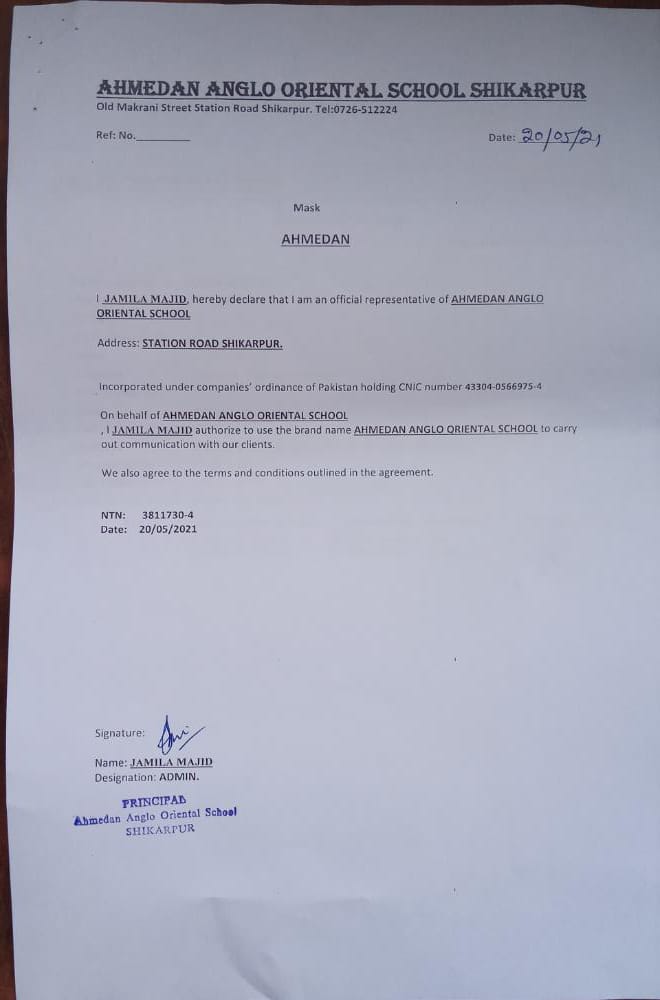 AHMEDAN ANGLO ORIENTAL SCHOOL SHIKARPUR
Old Makrani Street Station Road Shikarpur. Tel:0726-512224
Ref: No.________ Date: 20/05/21
Mask
AHMEDAN
I JAMILA MAJID, hereby declare that I am an official representative of AHMEDAN ANGLO
ORIENTAL SCHOOL
Address: STATION ROAD SHIKARPUR.
Incorporated under companies' ordinance of Pakistan holding CNIC number 43304-0566975-4
On behalf of AHMEDAN ANGLO ORIENTAL SCHOOL
, I JAMILA MAJID authorize to use the brand name AHMEDAN ANGLO ORIENTAL SCHOOL to carry
out communication with our clients.
We also agree to the terms and conditions outlined in the agreement.
NTN: 3811730-4
Date: 20/05/2021
Signature:
Name: JAMILA MAJID
Designation: ADMIN.
PRINCIPAL
Ahmedan Anglo Oriental School
SHIKARPUR